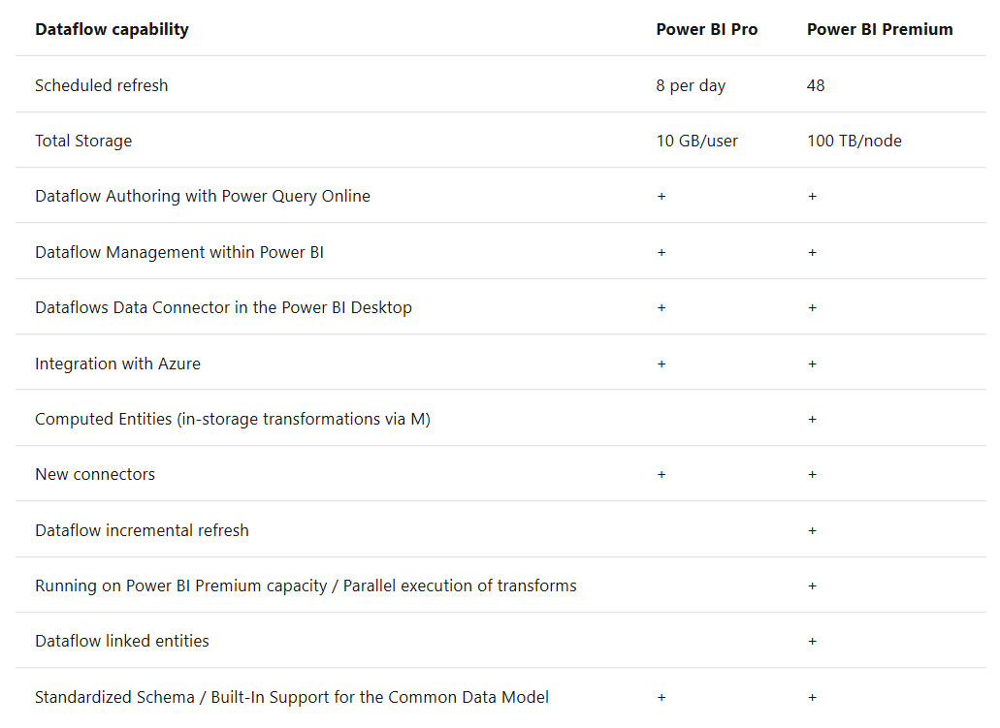 Dataflow capability Power BI Pro Power BI Premium
Scheduled refresh 8 per day 48
Total Storage 10 GB/user 100 TB/node
Dataflow Authoring with Power Query Online + +
Dataflow Management within Power BI + +
Dataflows Data Connector in the Power BI Desktop + +
Integration with Azure + +
Computed Entities (in-storage transformations via M) +
New connectors + +
Dataflow incremental refresh +
Running on Power BI Premium capacity / Parallel execution of transforms +
Dataflow linked entities +
Standardized Schema / Built-In Support for the Common Data Model + +